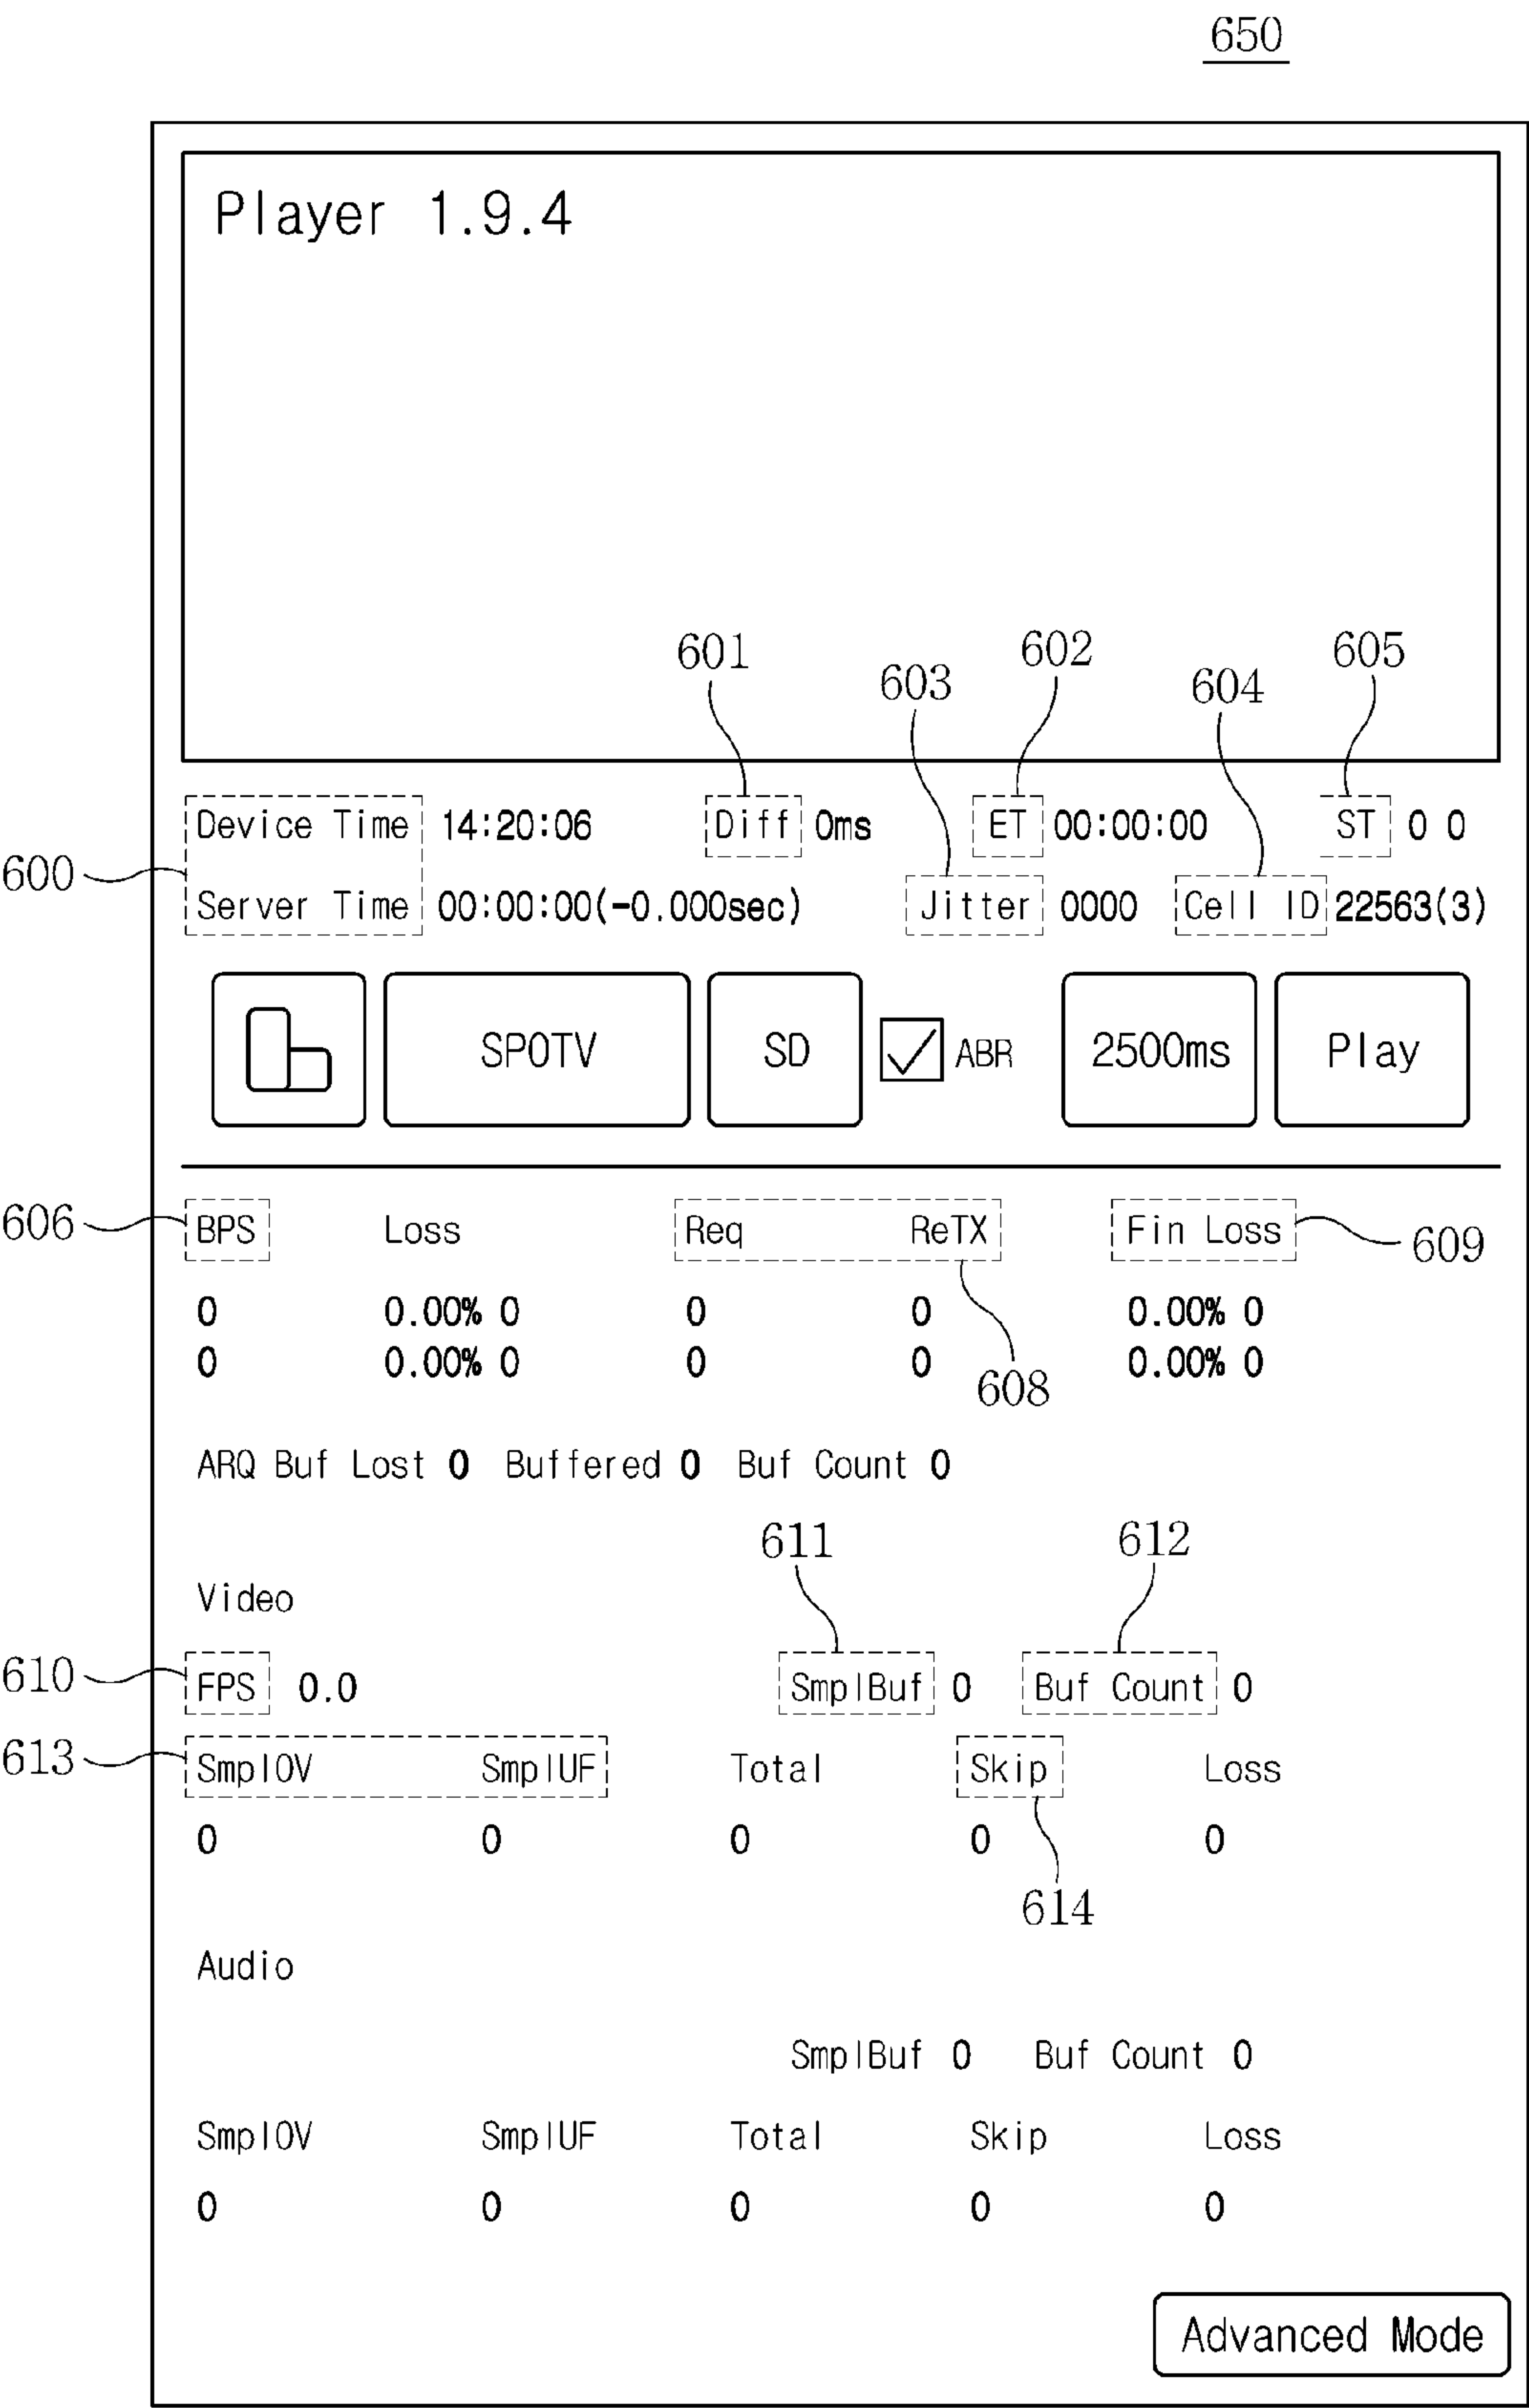 650
Player 1.9.4
601 602 605
603 604
Device Time 14:20:06 Diff 0ms ET 00:00:00 ST 0 0
600
Server Time 00:00:00(-0.000sec) Jitter 0000 Cell ID 22563(3)
SPOTV SD ABR 2500ms Play
606 BPS Loss Req ReTX Fin Loss 609
0 0.00% 0 0 0 0.00% 0
0 0.00% 0 0 0 0.00% 0
608
ARQ Buf Lost 0 Buffered 0 Buf Count 0
611 612
Video
610 FPS 0.0 SmplBuf 0 Buf Count 0
613 SmplOV SmplUF Total Skip Loss
0 0 0 0 0
614
Audio
SmplBuf 0 Buf Count 0
SmplOV SmplUF Total Skip Loss
0 0 0 0 0
Advanced Mode